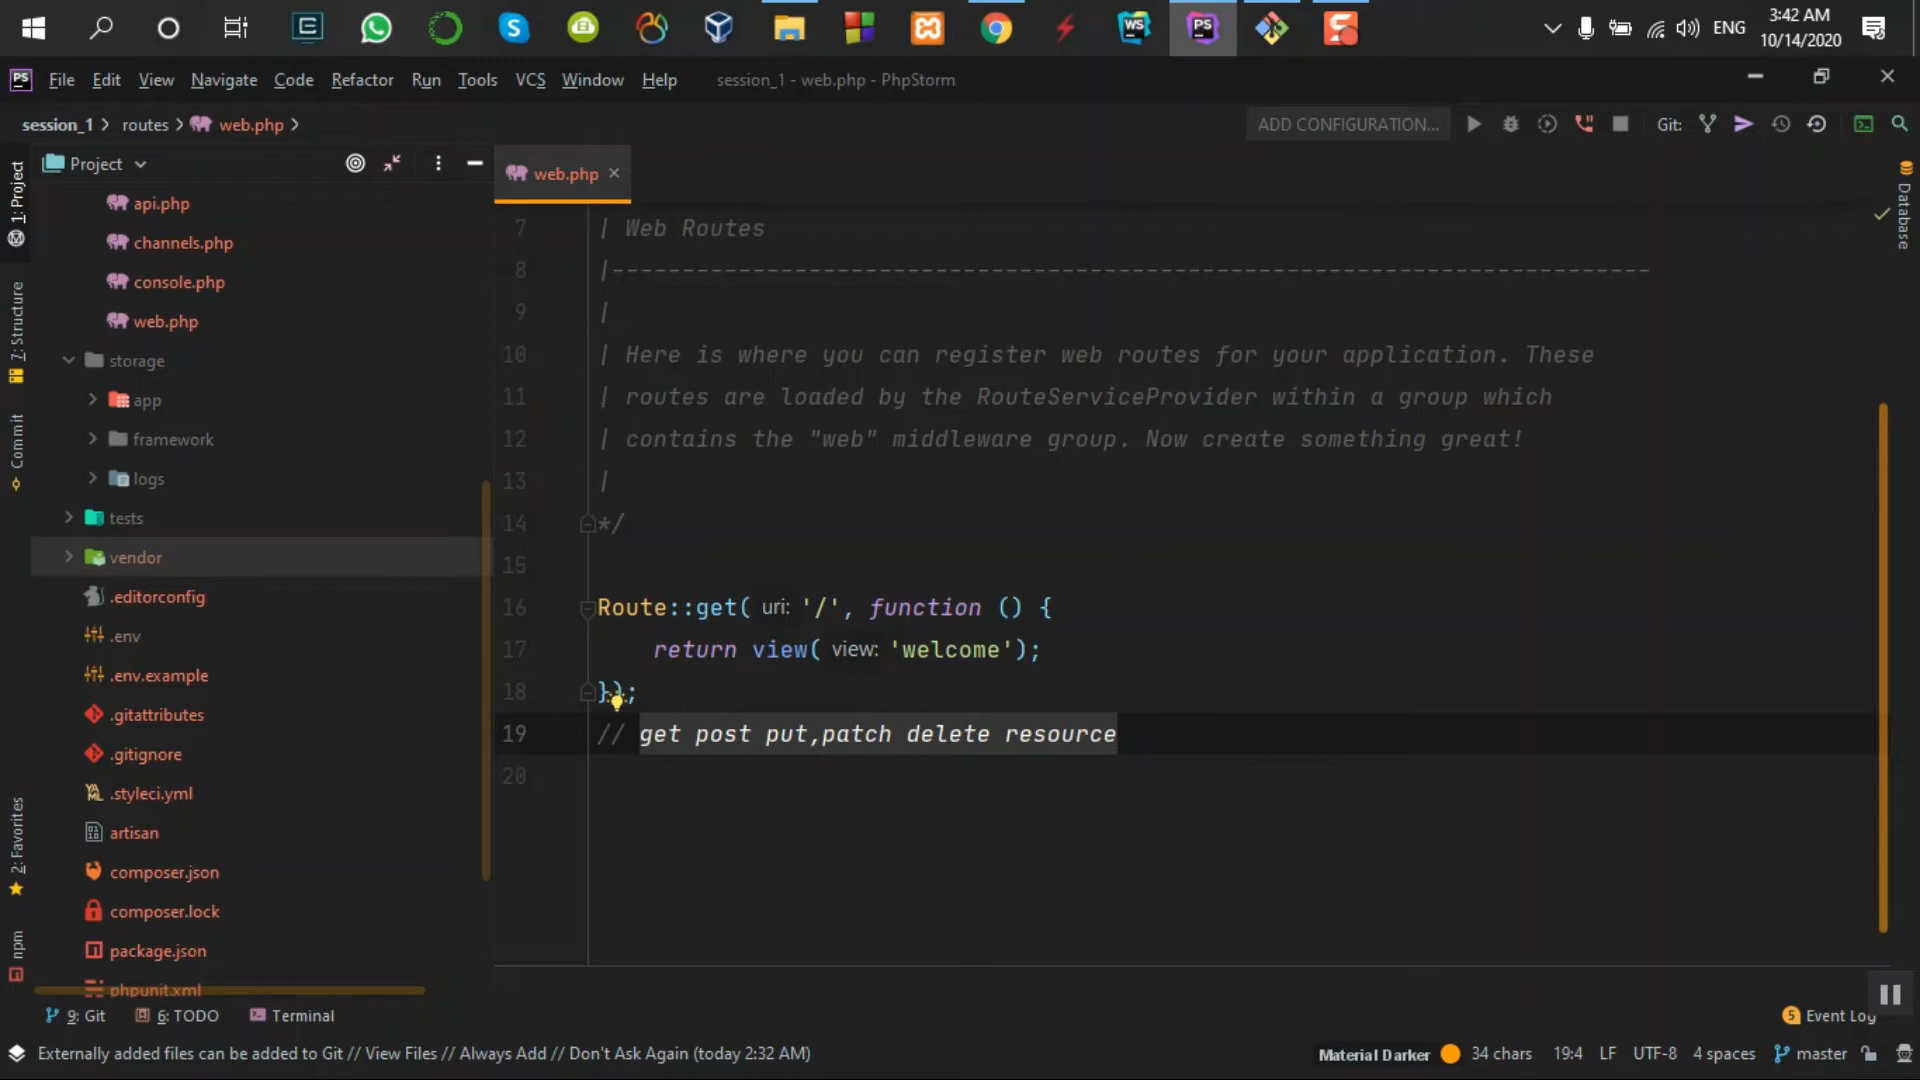 3:42 AM
ENG
10/14/2020
PS File Edit View Navigate Code Refactor Run Tools VCS Window Help session_1 - web.php - PhpStorm
session_1 routes web.php ADD CONFIGURATION... Git:
Project
web.php
1: Project
7: Structure
Commit
2: Favorites
npm
Database
api.php
channels.php
console.php
web.php
storage
app
framework
logs
tests
vendor
.editorconfig
.env
.env.example
.gitattributes
.gitignore
.styleci.yml
artisan
composer.json
composer.lock
package.json
phpunit.xml
7 | Web Routes
8 |--------------------------------------------------------------------------
9 |
10 | Here is where you can register web routes for your application. These
11 | routes are loaded by the RouteServiceProvider within a group which
12 | contains the "web" middleware group. Now create something great!
13 |
14 */
15
16 Route::get( uri: '/', function () {
17 return view( view: 'welcome');
18 });
19 // get post put,patch delete resource
20
9: Git 6: TODO Terminal 5 Event Log
Externally added files can be added to Git // View Files // Always Add // Don't Ask Again (today 2:32 AM) Material Darker 34 chars 19:4 LF UTF-8 4 spaces master